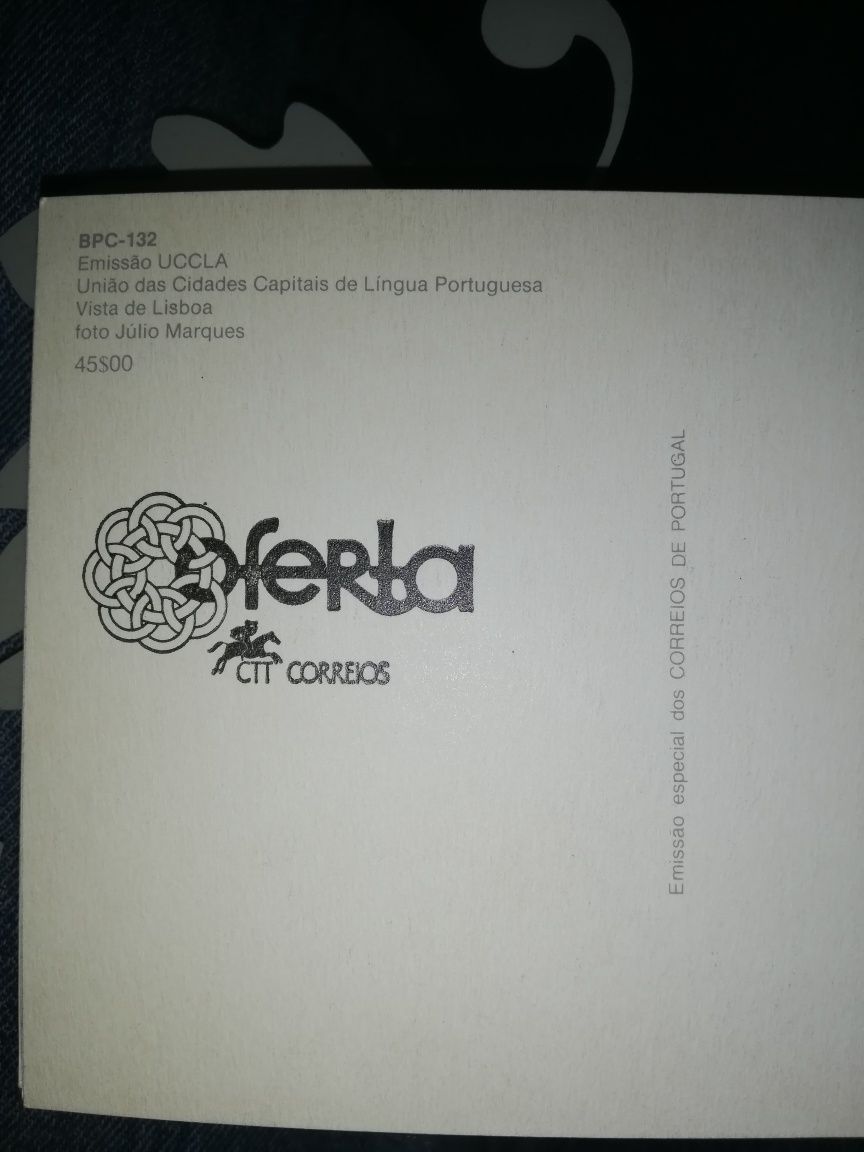 BPC-132
Emissão UCCLA
União das Cidades Capitais de Língua Portuguesa
Vista de Lisboa
foto Júlio Marques
45$00
oferta
CTT CORREIOS
Emissão especial dos CORREIOS DE PORTUGAL